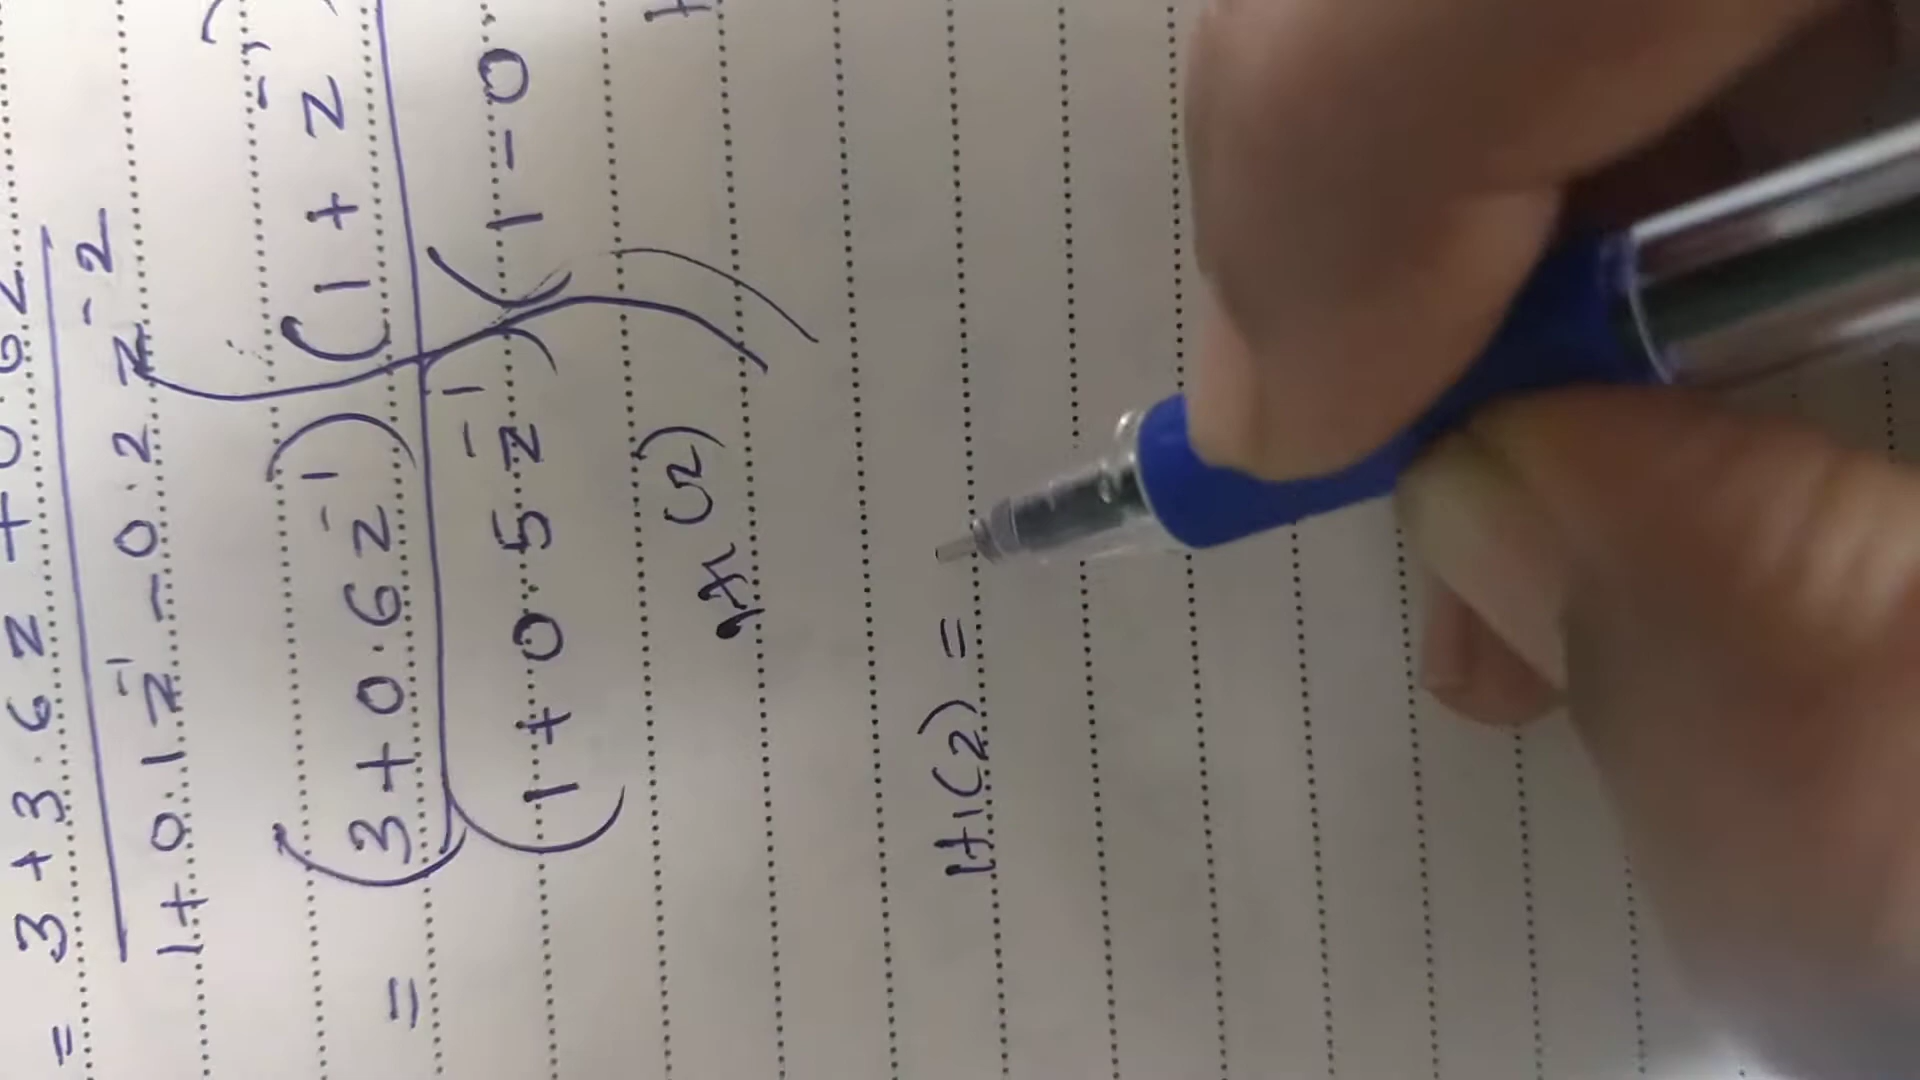 = 3 + 3.6z + 0.6z
1 + 0.1z⁻¹ - 0.2z⁻²
= (3 + 0.6z⁻¹) (1 + z⁻¹)
(1 + 0.5z⁻¹) (1 - 0
H1(z)
H1(z) =